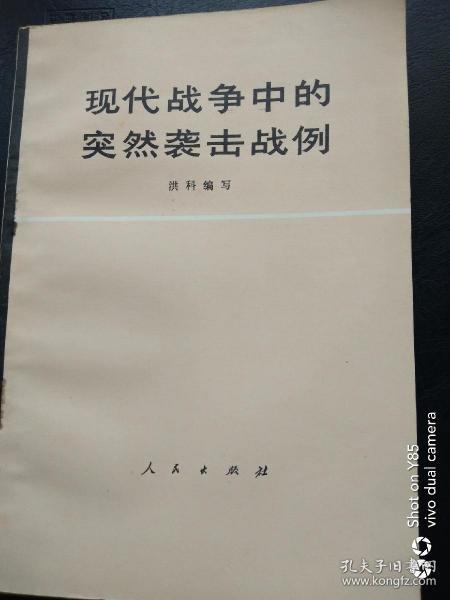 现代战争中的
突然袭击战例
洪科编写
人民出版社
Shot on Y85
vivo dual camera
孔夫子旧书网
www.kongfz.com